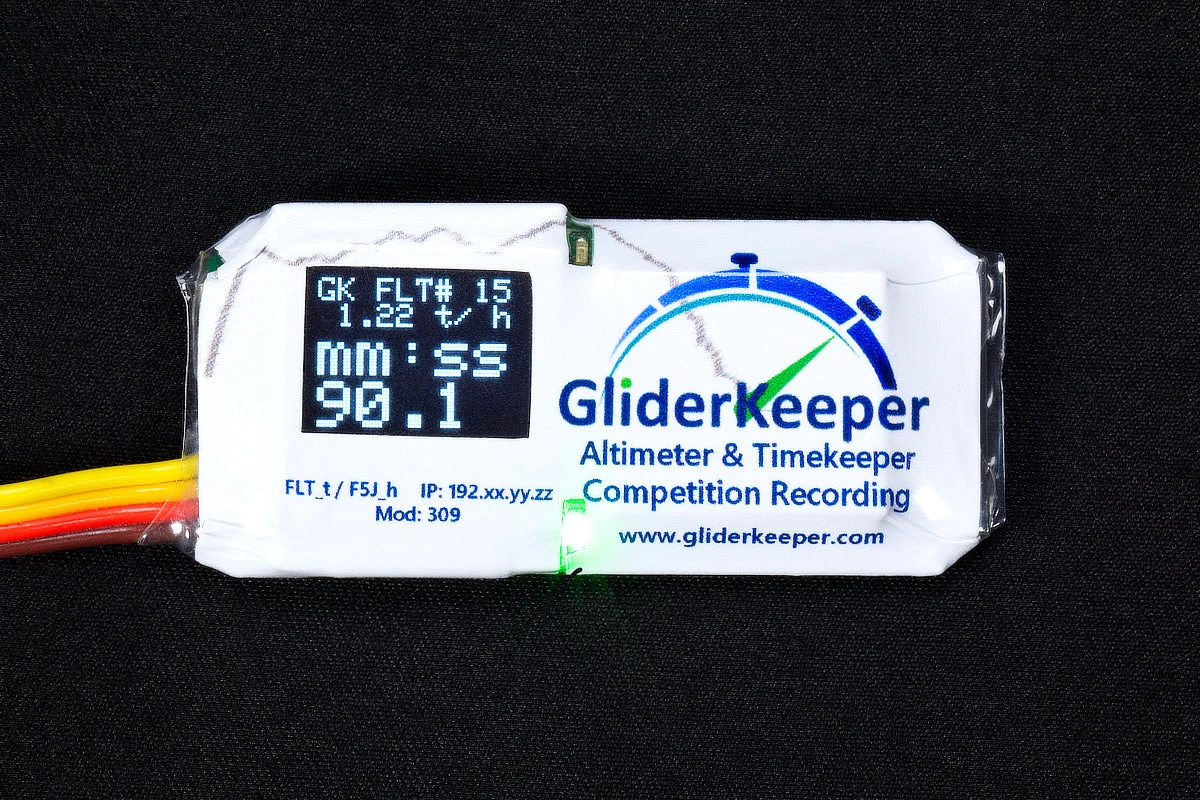 GK FLT# 15
1.22 t/ h
mm:ss
90.1
FLT_t / F5J_h IP: 192.xx.yy.zz
Mod: 309
GliderKeeper
Altimeter & Timekeeper
Competition Recording
www.gliderkeeper.com